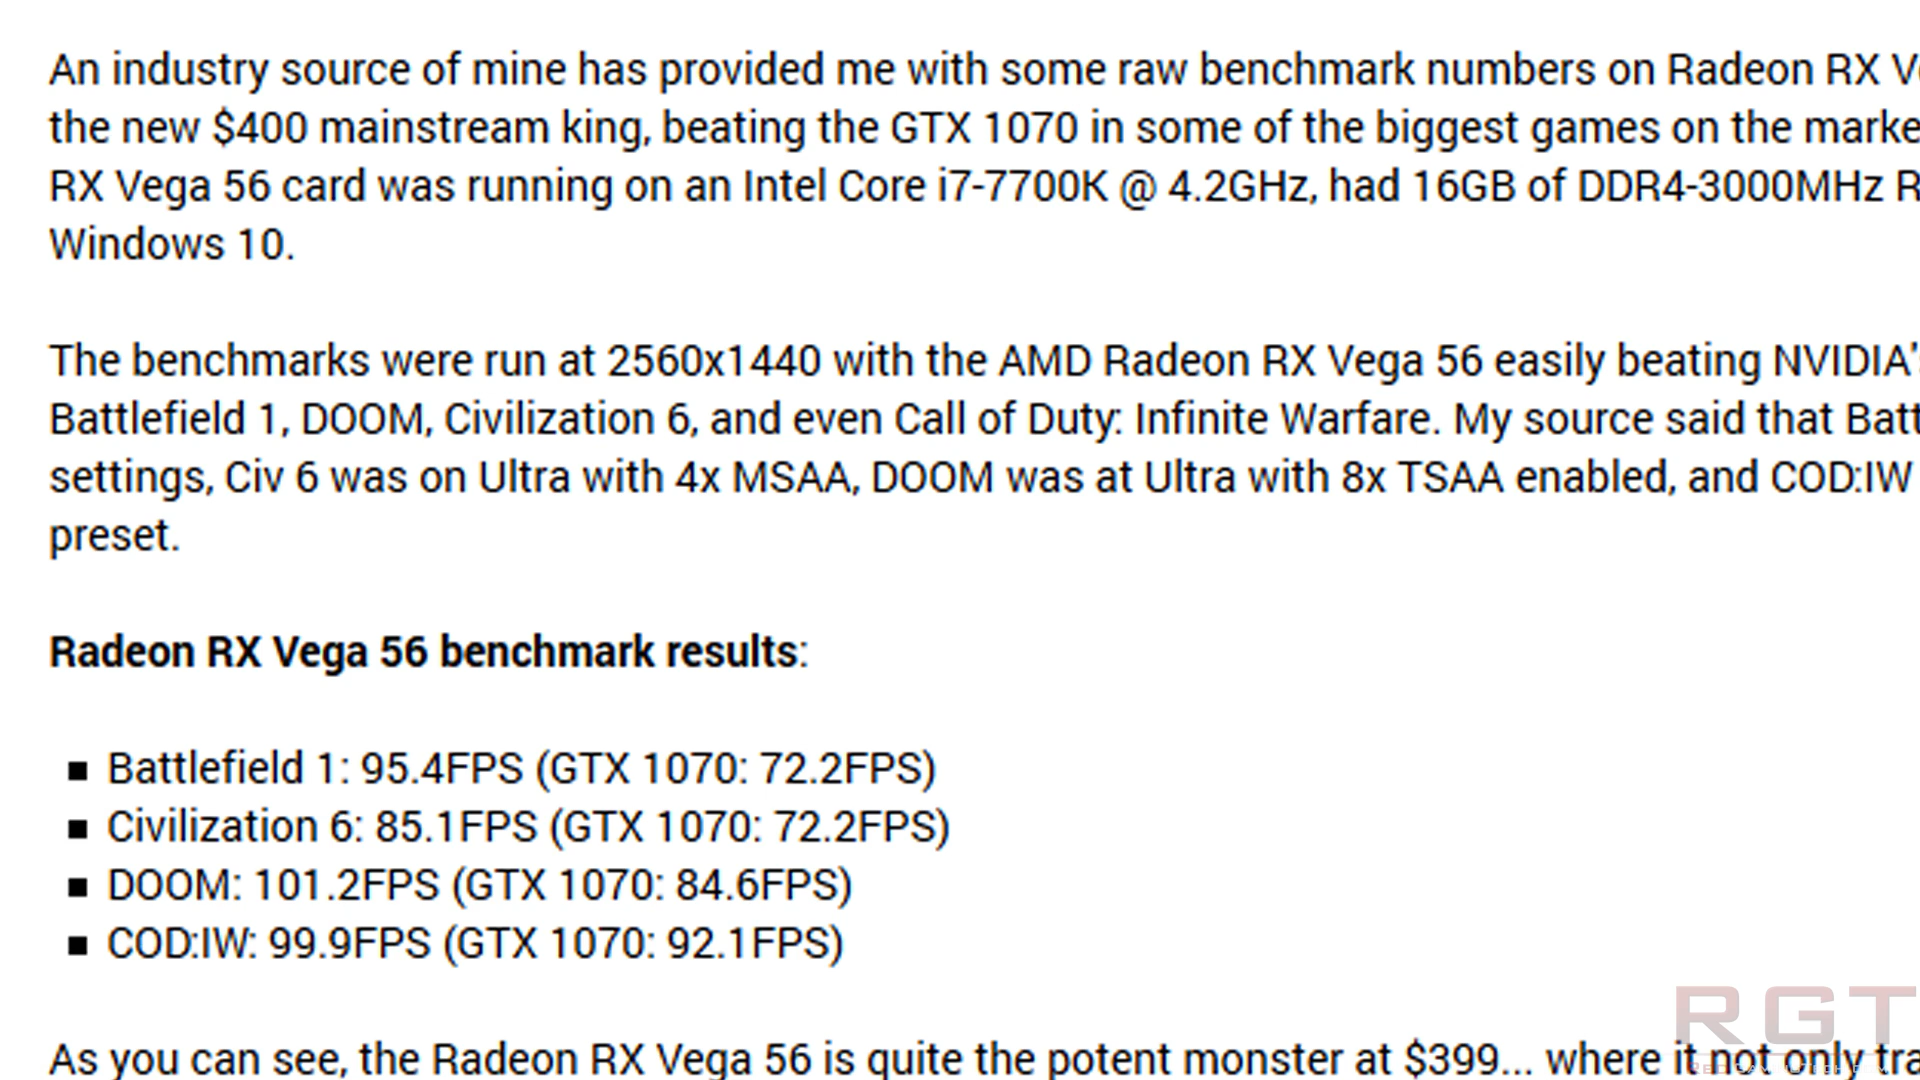 An industry source of mine has provided me with some raw benchmark numbers on Radeon RX
the new $400 mainstream king, beating the GTX 1070 in some of the biggest games on the
RX Vega 56 card was running on an Intel Core i7-7700K @ 4.2GHz, had 16GB of DDR4-3000MHz
Windows 10.
The benchmarks were run at 2560x1440 with the AMD Radeon RX Vega 56 easily beating NVIDIA'
Battlefield 1, DOOM, Civilization 6, and even Call of Duty: Infinite Warfare. My source said that Batt
settings, Civ 6 was on Ultra with 4x MSAA, DOOM was at Ultra with 8x TSAA enabled, and COD:IW
preset.
Radeon RX Vega 56 benchmark results:
▪ Battlefield 1: 95.4FPS (GTX 1070: 72.2FPS)
▪ Civilization 6: 85.1FPS (GTX 1070: 72.2FPS)
▪ DOOM: 101.2FPS (GTX 1070: 84.6FPS)
▪ COD:IW: 99.9FPS (GTX 1070: 92.1FPS)
RGT
As you can see, the Radeon RX Vega 56 is quite the potent monster at $399... where it not only